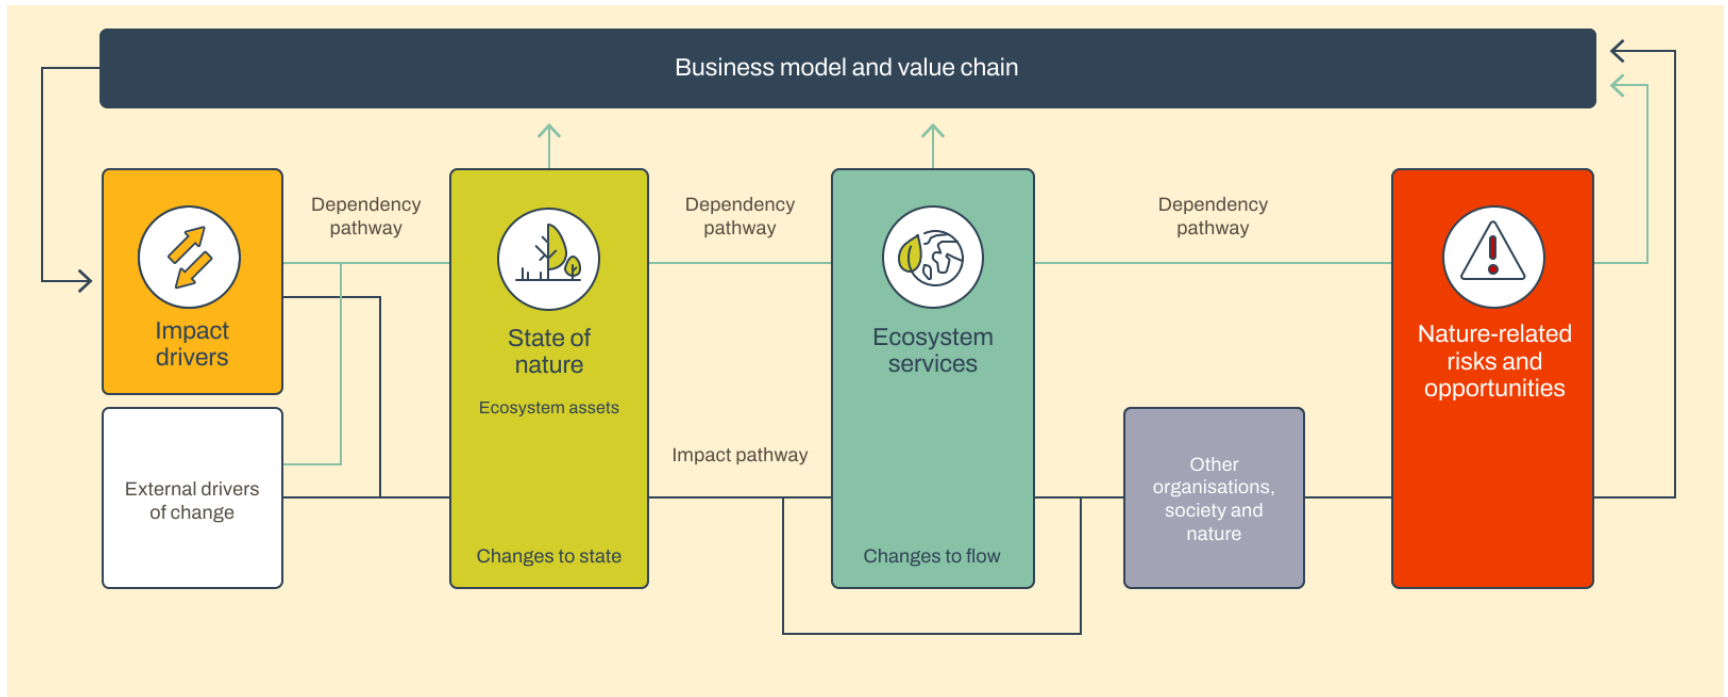 Business model and value chain
Dependency
pathway
Dependency
pathway
Dependency
pathway
Impact
drivers
State of
nature
Ecosystem assets
Changes to state
Ecosystem
services
Changes to flow
Nature-related
risks and
opportunities
External drivers
of change
Impact pathway
Other
organisations,
society and
nature